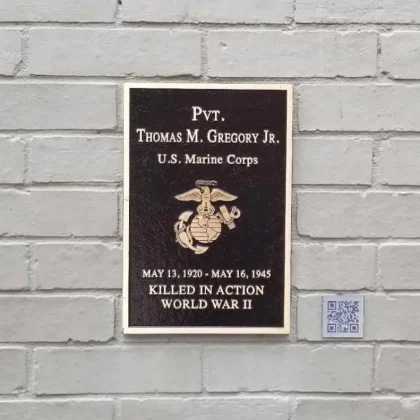 PVT.
THOMAS M. GREGORY JR.
U.S. Marine Corps
MAY 13, 1920 - MAY 16, 1945
KILLED IN ACTION
WORLD WAR II